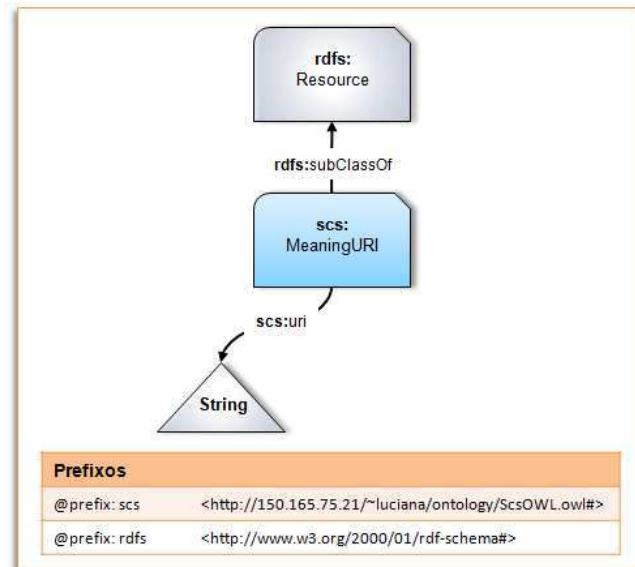 rdfs:
Resource
rdfs:subClassOf
scs:
MeaningURI
scs:uri
String
Prefixos
@prefix: scs <http://150.165.75.21/~luciana/ontology/ScsOWL.owl#>
@prefix: rdfs <http://www.w3.org/2000/01/rdf-schema#>